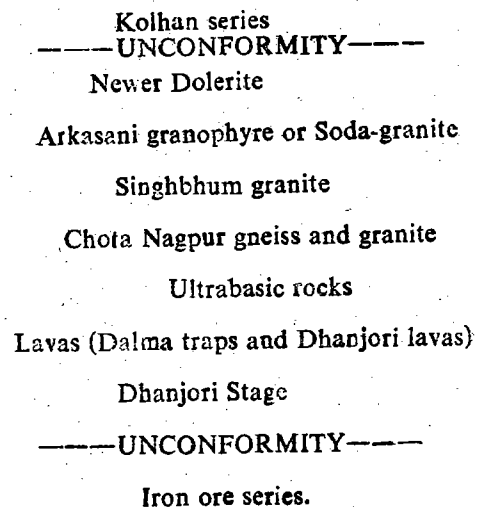 Kolhan series
———UNCONFORMITY———
Newer Dolerite
Arkasani granophyre or Soda-granite
Singhbhum granite
Chota Nagpur gneiss and granite
Ultrabasic rocks
Lavas (Dalma traps and Dhanjori lavas)
Dhanjori Stage
———UNCONFORMITY———
Iron ore series.